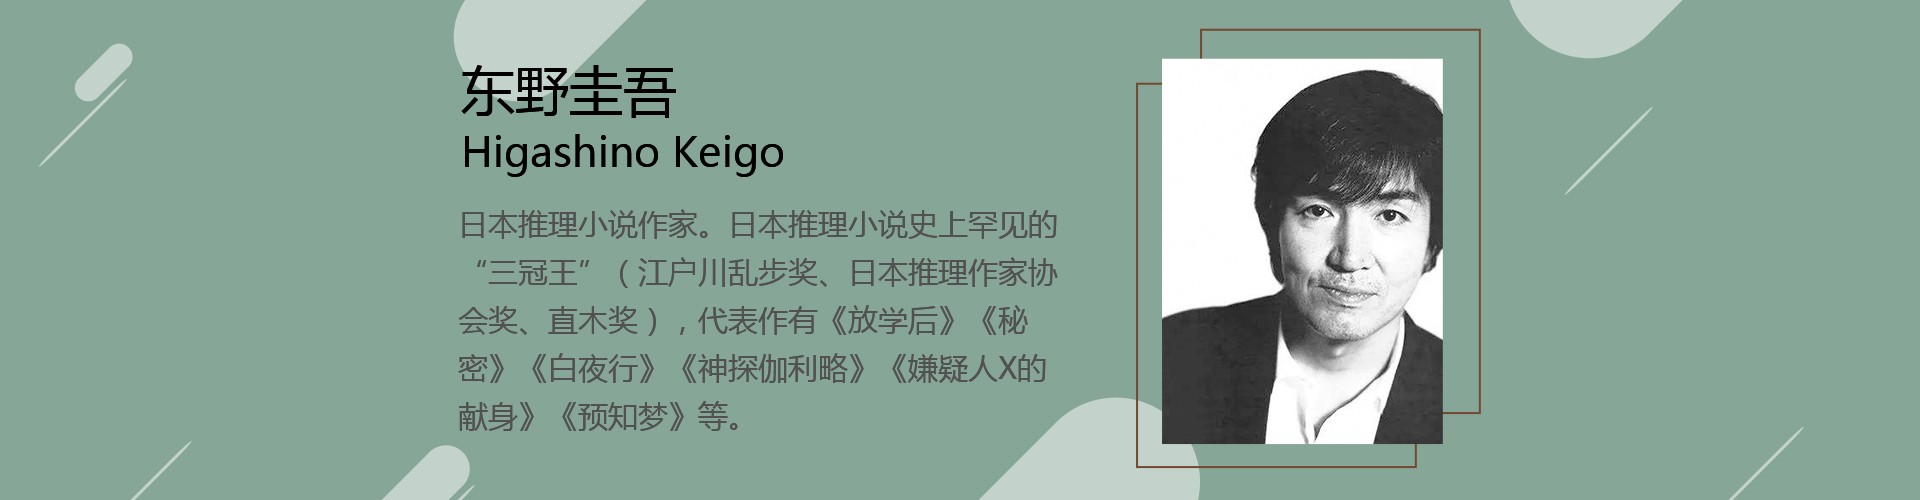 东野圭吾
Higashino Keigo
日本推理小说作家。日本推理小说史上罕见的
“三冠王”（江户川乱步奖、日本推理作家协
会奖、直木奖），代表作有《放学后》《秘
密》《白夜行》《神探伽利略》《嫌疑人X的
献身》《预知梦》等。